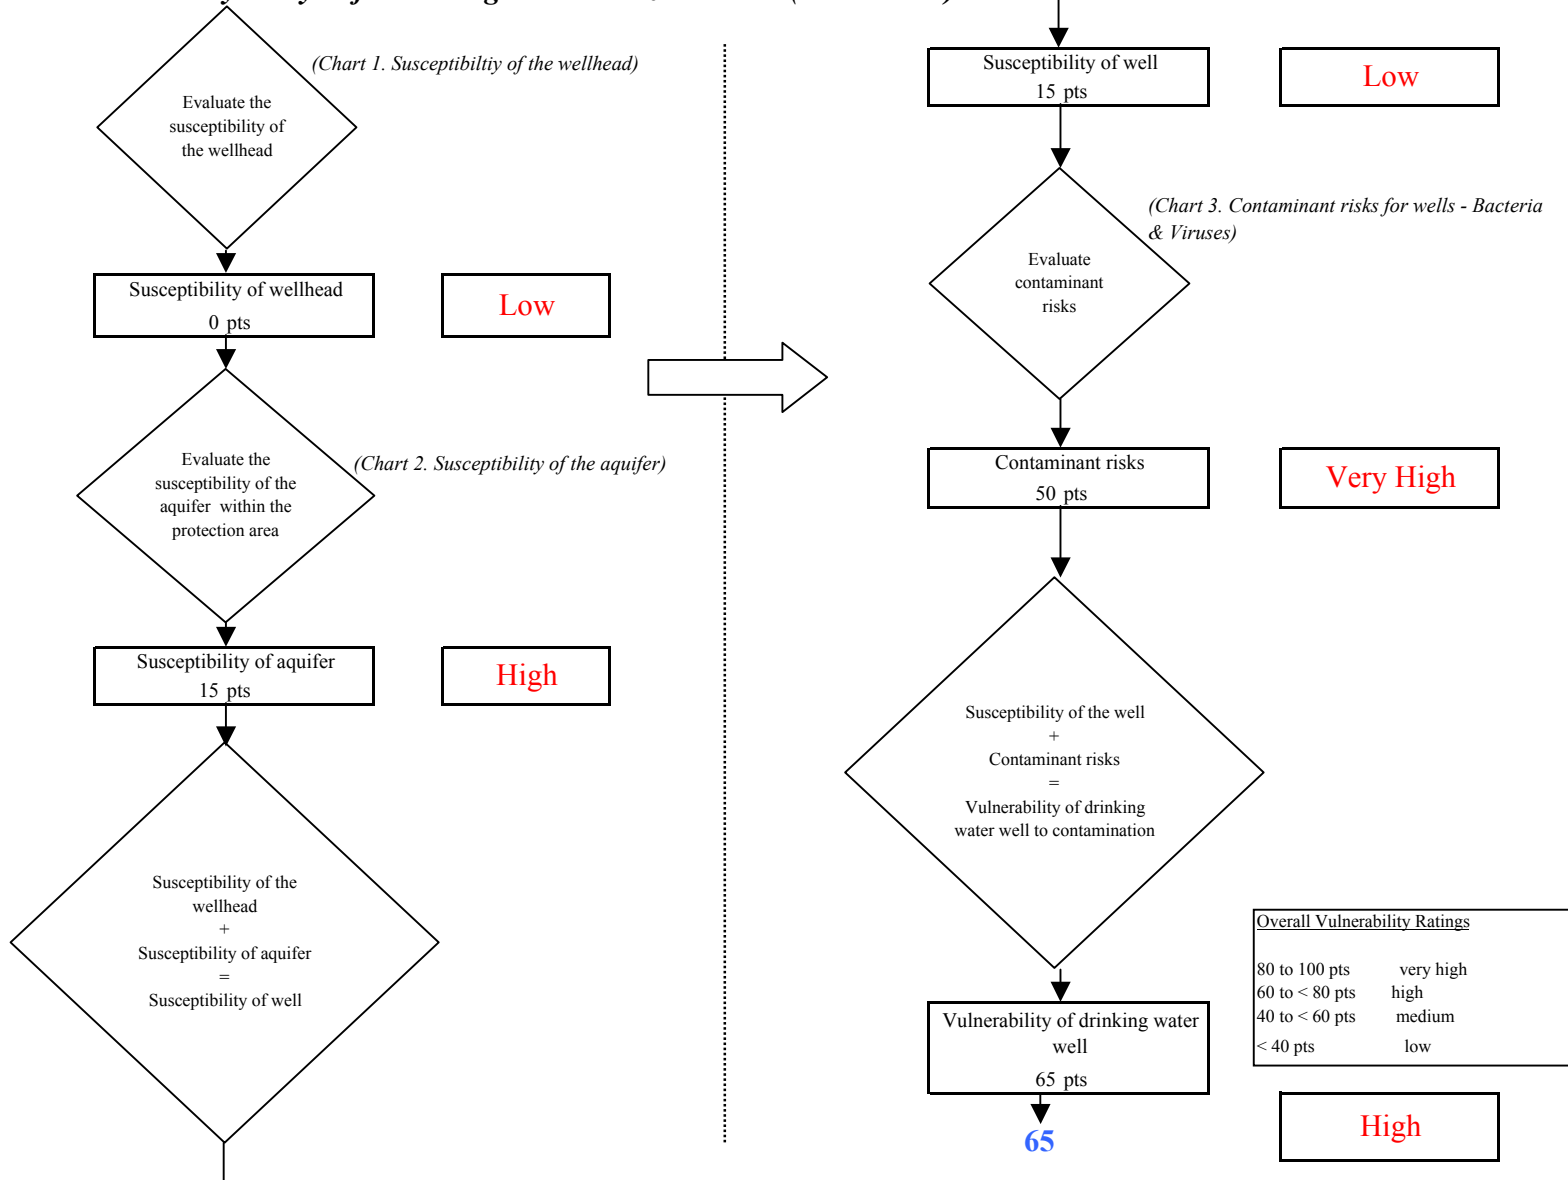 (Chart 1. Susceptibiltiy of the wellhead)
Evaluate the
susceptibility of
the wellhead
Susceptibility of wellhead
0 pts
Low
Evaluate the
susceptibility of the
aquifer within the
protection area
(Chart 2. Susceptibility of the aquifer)
Susceptibility of aquifer
15 pts
High
Susceptibility of the
wellhead
+
Susceptibility of aquifer
=
Susceptibility of well
Susceptibility of well
15 pts
Low
(Chart 3. Contaminant risks for wells - Bacteria
& Viruses)
Evaluate
contaminant
risks
Contaminant risks
50 pts
Very High
Susceptibility of the well
+
Contaminant risks
=
Vulnerability of drinking
water well to contamination
Overall Vulnerability Ratings
80 to 100 pts very high
60 to < 80 pts high
40 to < 60 pts medium
< 40 pts low
Vulnerability of drinking water
well
65 pts
65
High